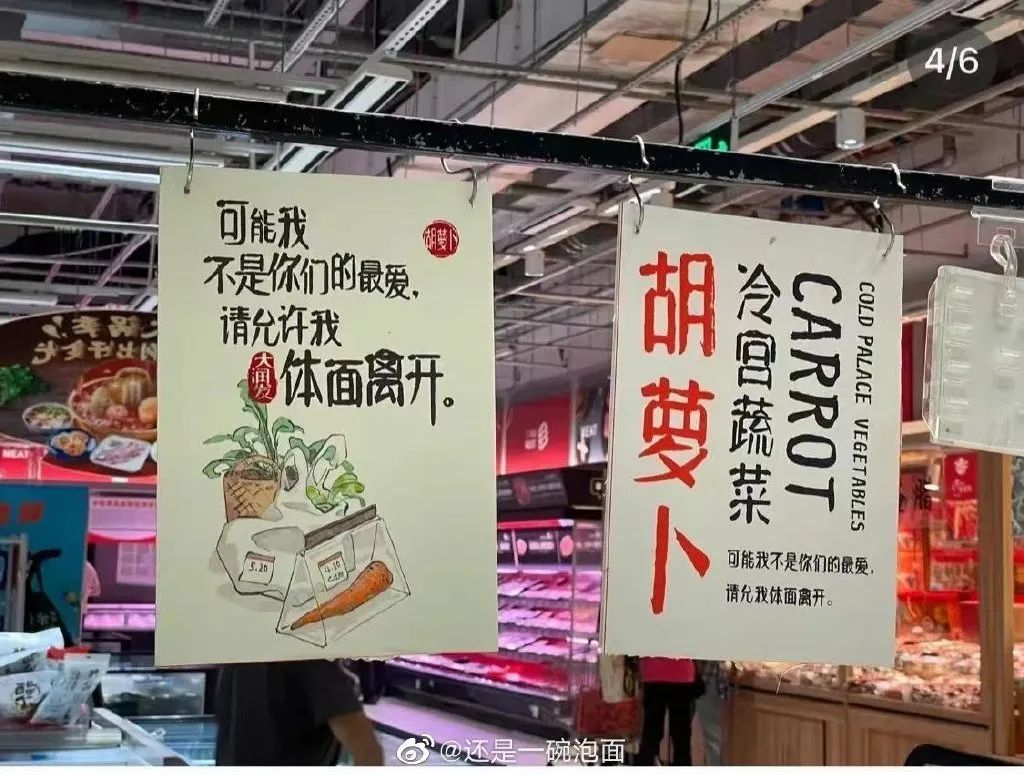 4/6
可能我
不是你们的最爱，
请允许我
体面离开。
胡萝卜
大润发
5.20
4.20
胡萝卜
冷宫蔬菜
CARROT
COLD PALACE VEGETABLES
可能我不是你们的最爱，
请允我体面离开。
MEAT
@还是一碗泡面